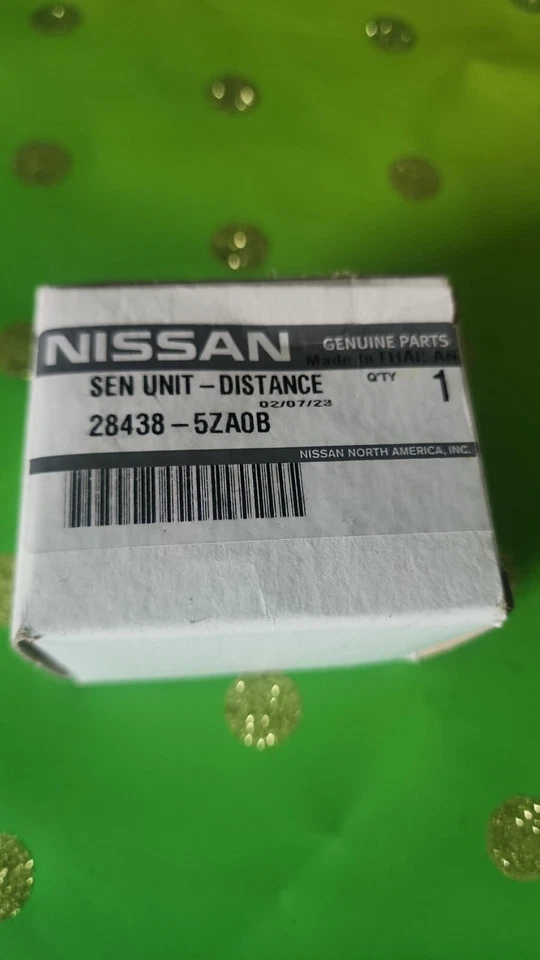 NISSAN GENUINE PARTS
Made In THAILAND
SEN UNIT-DISTANCE Q'TY 1
02/07/23
28438-5ZA0B
NISSAN NORTH AMERICA, INC.